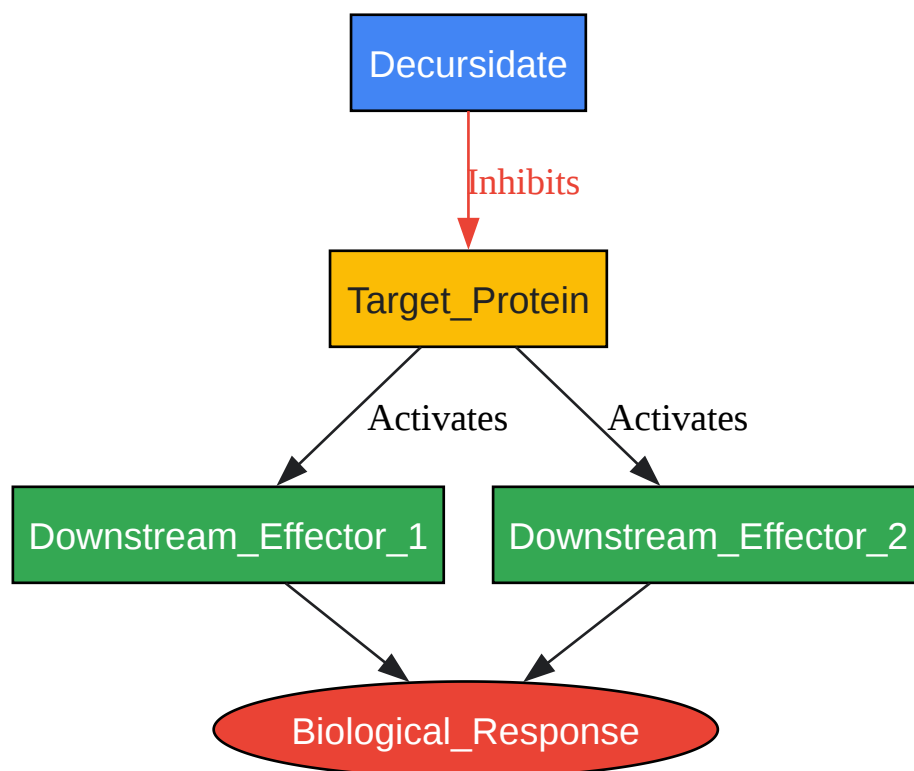 Decursidate
Inhibits
Target_Protein
Activates
Activates
Downstream_Effector_1
Downstream_Effector_2
Biological_Response